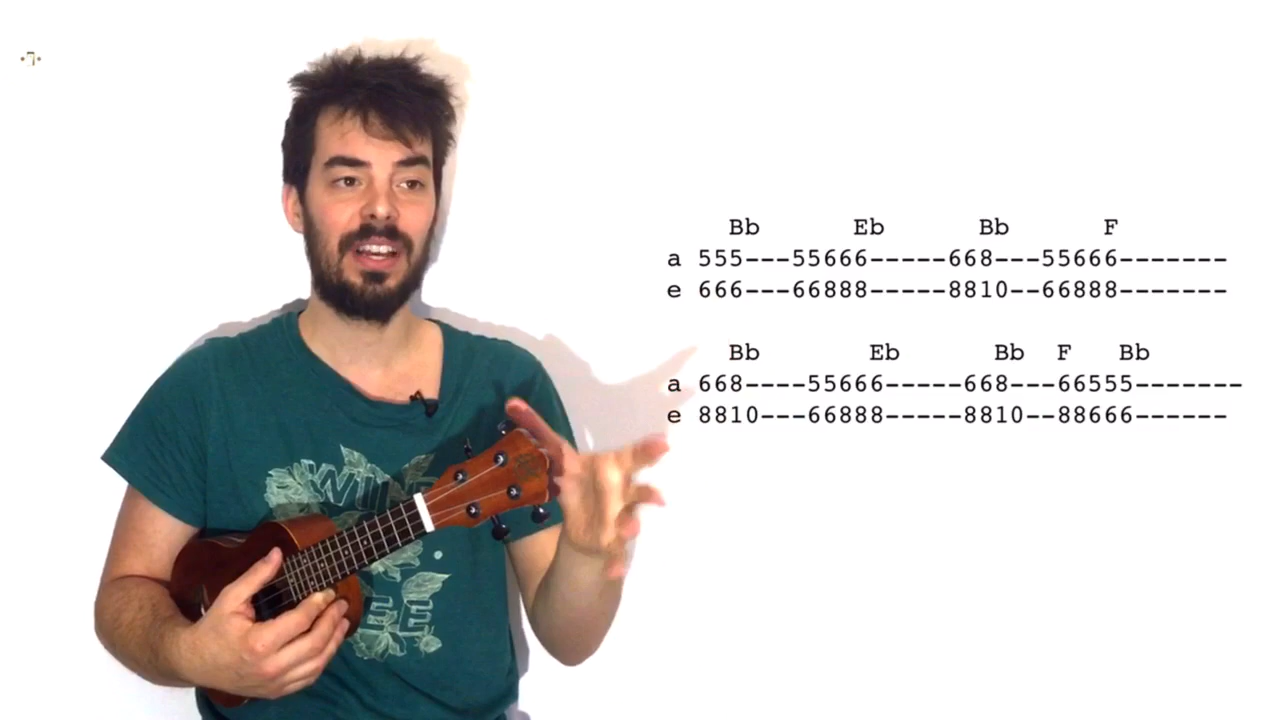 Bb      Eb      Bb      F
a 555---55666-----668---55666-------
e 666---66888-----8810--66888-------
    Bb       Eb      Bb  F   Bb
a 668----55666-----668---66555-------
e 8810---66888-----8810--88666------